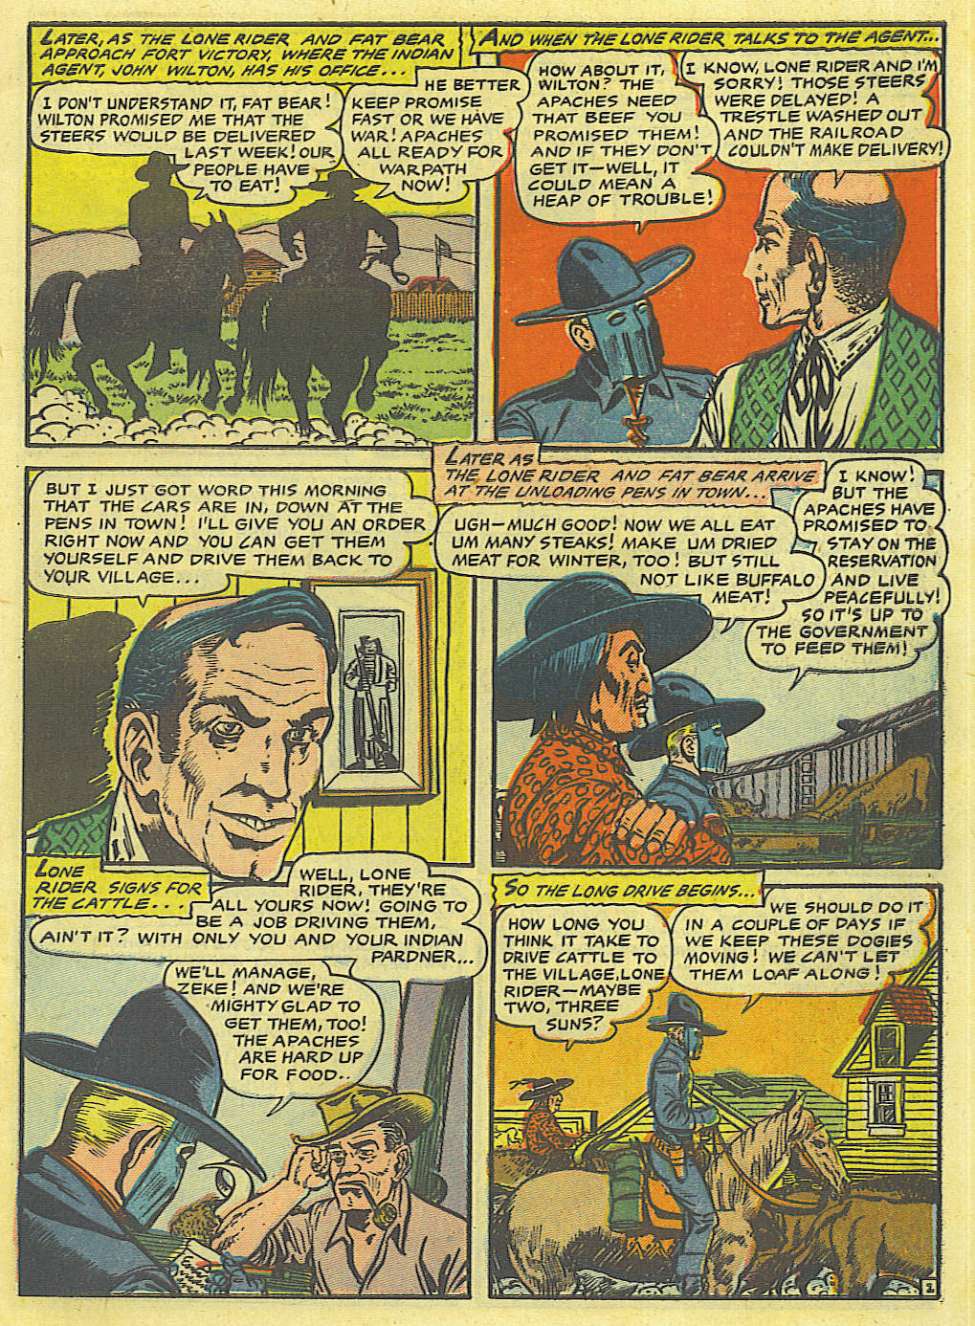 LATER, AS THE LONE RIDER AND FAT BEAR
APPROACH FORT VICTORY, WHERE THE INDIAN
AGENT, JOHN WILTON, HAS HIS OFFICE...
I DON'T UNDERSTAND IT, FAT BEAR!
WILTON PROMISED ME THAT THE
STEERS WOULD BE DELIVERED
LAST WEEK! OUR
PEOPLE HAVE
TO EAT!
HE BETTER
KEEP PROMISE
FAST OR WE HAVE
WAR! APACHES
ALL READY FOR
WARPATH
NOW!
AND WHEN THE LONE RIDER TALKS TO THE AGENT...
HOW ABOUT IT,
WILTON? THE
APACHES NEED
THAT BEEF YOU
PROMISED THEM!
AND IF THEY DON'T
GET IT—WELL, IT
COULD MEAN A
HEAP OF TROUBLE!
I KNOW, LONE RIDER AND I'M
SORRY! THOSE STEERS
WERE DELAYED! A
TRESTLE WASHED OUT
AND THE RAILROAD
COULDN'T MAKE DELIVERY!
BUT I JUST GOT WORD THIS MORNING
THAT THE CARS ARE IN, DOWN AT THE
PENS IN TOWN! I'LL GIVE YOU AN ORDER
RIGHT NOW AND YOU CAN GET THEM
YOURSELF AND DRIVE THEM BACK TO
YOUR VILLAGE...
LATER AS
THE LONE RIDER AND FAT BEAR ARRIVE
AT THE UNLOADING PENS IN TOWN...
UGH—MUCH GOOD! NOW WE ALL EAT
UM MANY STEAKS! MAKE UM DRIED
MEAT FOR WINTER, TOO! BUT STILL
NOT LIKE BUFFALO
MEAT!
I KNOW!
BUT THE
APACHES HAVE
PROMISED TO
STAY ON THE
RESERVATION
AND LIVE
PEACEFULLY!
SO IT'S UP TO
THE GOVERNMENT
TO FEED THEM!
LONE
RIDER SIGNS FOR
THE CATTLE...
WELL, LONE
RIDER, THEY'RE
ALL YOURS NOW! GOING TO
BE A JOB DRIVING THEM,
AIN'T IT? WITH ONLY YOU AND YOUR INDIAN
PARDNER...
WE'LL MANAGE,
ZEKE! AND WE'RE
MIGHTY GLAD TO
GET THEM, TOO!
THE APACHES
ARE HARD UP
FOR FOOD..
SO THE LONG DRIVE BEGINS...
HOW LONG YOU
THINK IT TAKE TO
DRIVE CATTLE TO
THE VILLAGE, LONE
RIDER—MAYBE
TWO, THREE
SUNS?
WE SHOULD DO IT
IN A COUPLE OF DAYS IF
WE KEEP THESE DOGIES
MOVING! WE CAN'T LET
THEM LOAF ALONG!
2